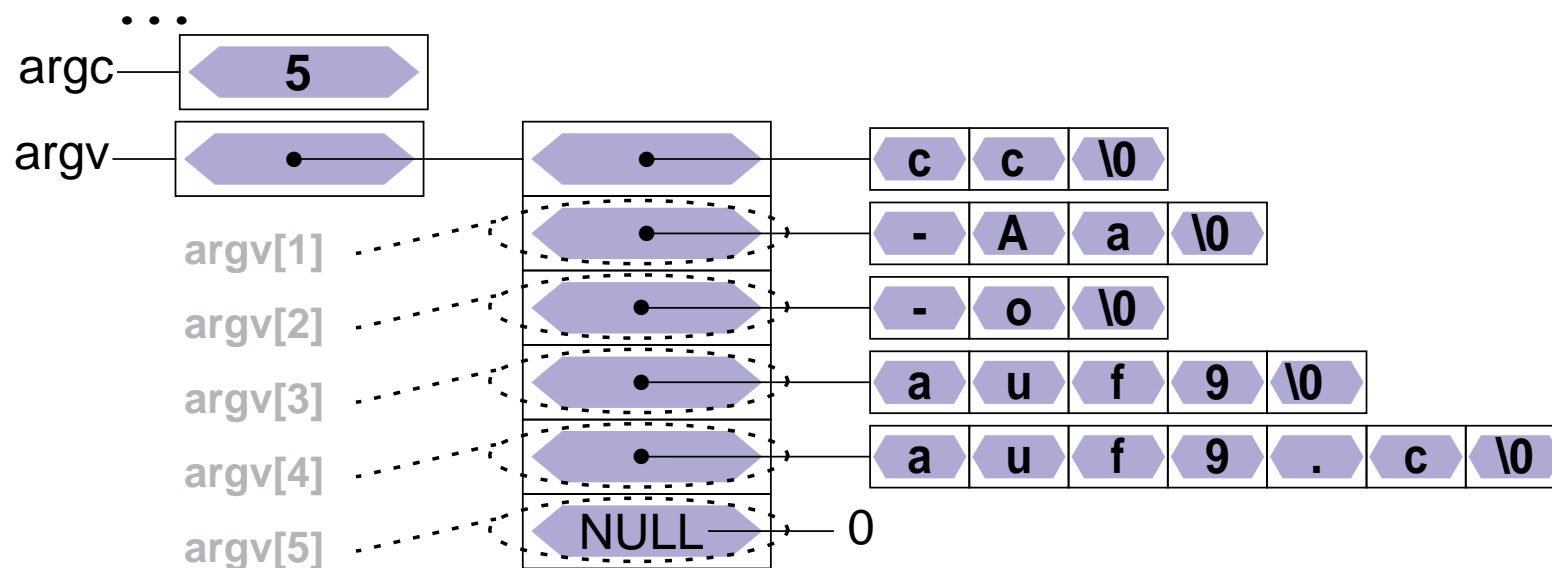 ...
argc 5
argv c c \0
argv[1] - A a \0
argv[2] - o \0
argv[3] a u f 9 \0
argv[4] a u f 9 . c \0
argv[5] NULL 0